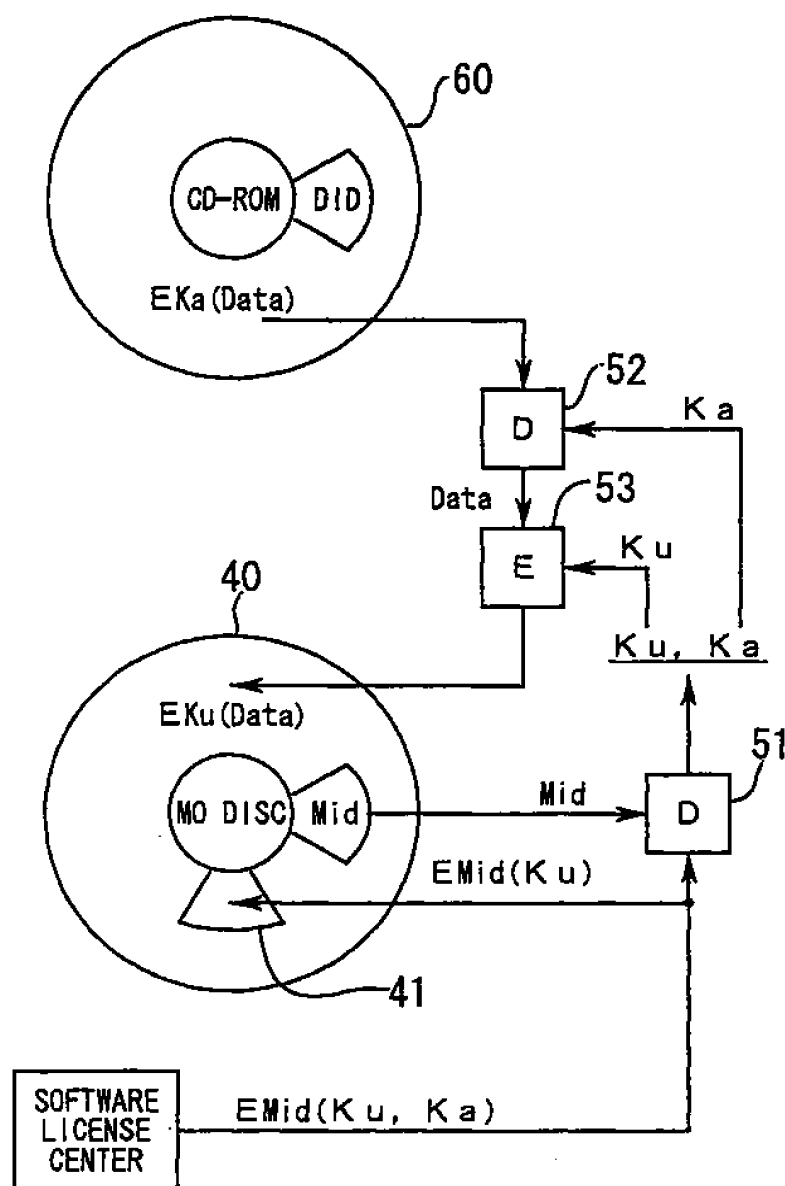 60
CD-ROM
DID
EKa(Data)
52
D
Ka
Data
53
E
Ku
40
Ku, Ka
EKu(Data)
51
MO DISC
Mid
Mid
D
EMid(Ku)
41
SOFTWARE
LICENSE
CENTER
EMid(Ku, Ka)